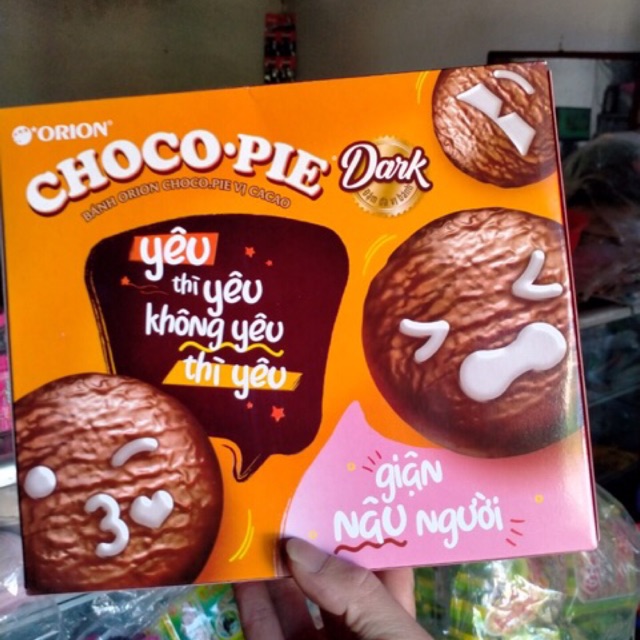 ORION
CHOCO·PIE Dark
BÁNH ORION CHOCO.PIE VỊ CACAO
yêu
thì yêu
không yêu
thì yêu
giận
NÂU NGƯỜI